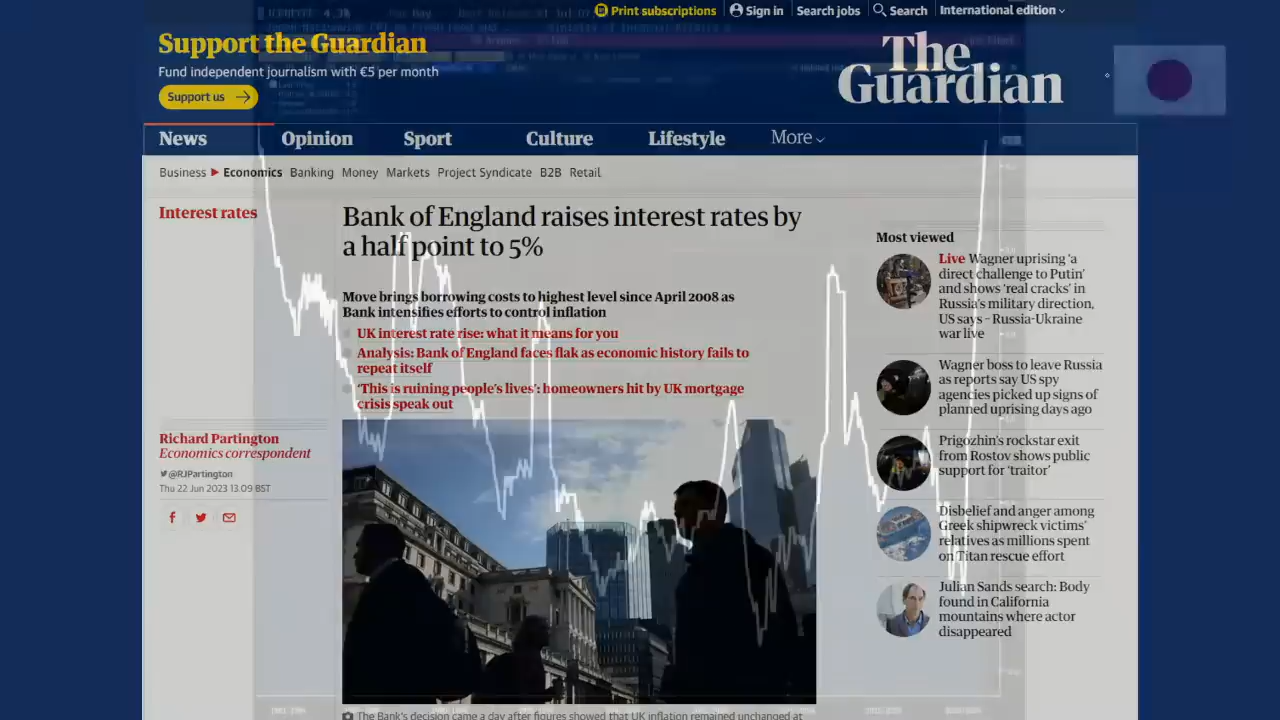 Print subscriptions
Sign in
Search jobs
Search
International edition
Support the Guardian
Fund independent journalism with €5 per month
Support us
The
Guardian
News
Opinion
Sport
Culture
Lifestyle
More
Business
Economics
Banking
Money
Markets
Project Syndicate
B2B
Retail
Interest rates
Bank of England raises interest rates by
a half point to 5%
Move brings borrowing costs to highest level since April 2008 as
Bank intensifies efforts to control inflation
UK interest rate rise: what it means for you
Analysis: Bank of England faces flak as economic history fails to
repeat itself
‘This is ruining people’s lives’: homeowners hit by UK mortgage
crisis speak out
Richard Partington
Economics correspondent
@RJPartington
Thu 22 Jun 2023 13.09 BST
The Bank’s decision came a day after figures showed that UK inflation remained unchanged at
Most viewed
Live Wagner uprising ‘a
direct challenge to Putin’
and shows ‘real cracks’ in
Russia’s military direction,
US says – Russia-Ukraine
war live
Wagner boss to leave Russia
as reports say US spy
agencies picked up signs of
planned uprising days ago
Prigozhin’s rockstar exit
from Rostov shows public
support for ‘traitor’
Disbelief and anger among
Greek shipwreck victims’
relatives as millions spent
on Titan rescue effort
Julian Sands search: Body
found in California
mountains where actor
disappeared